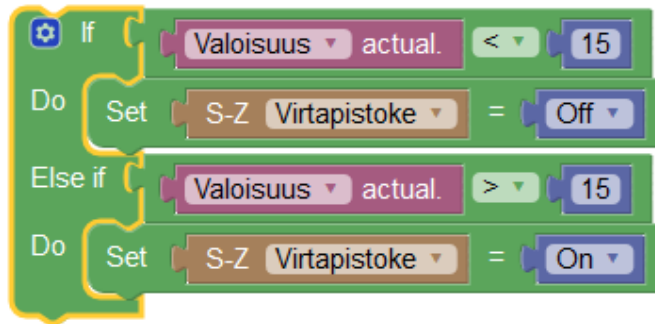 If Valoisuus actual. < 15
Do Set S-Z Virtapistoke = Off
Else if Valoisuus actual. > 15
Do Set S-Z Virtapistoke = On